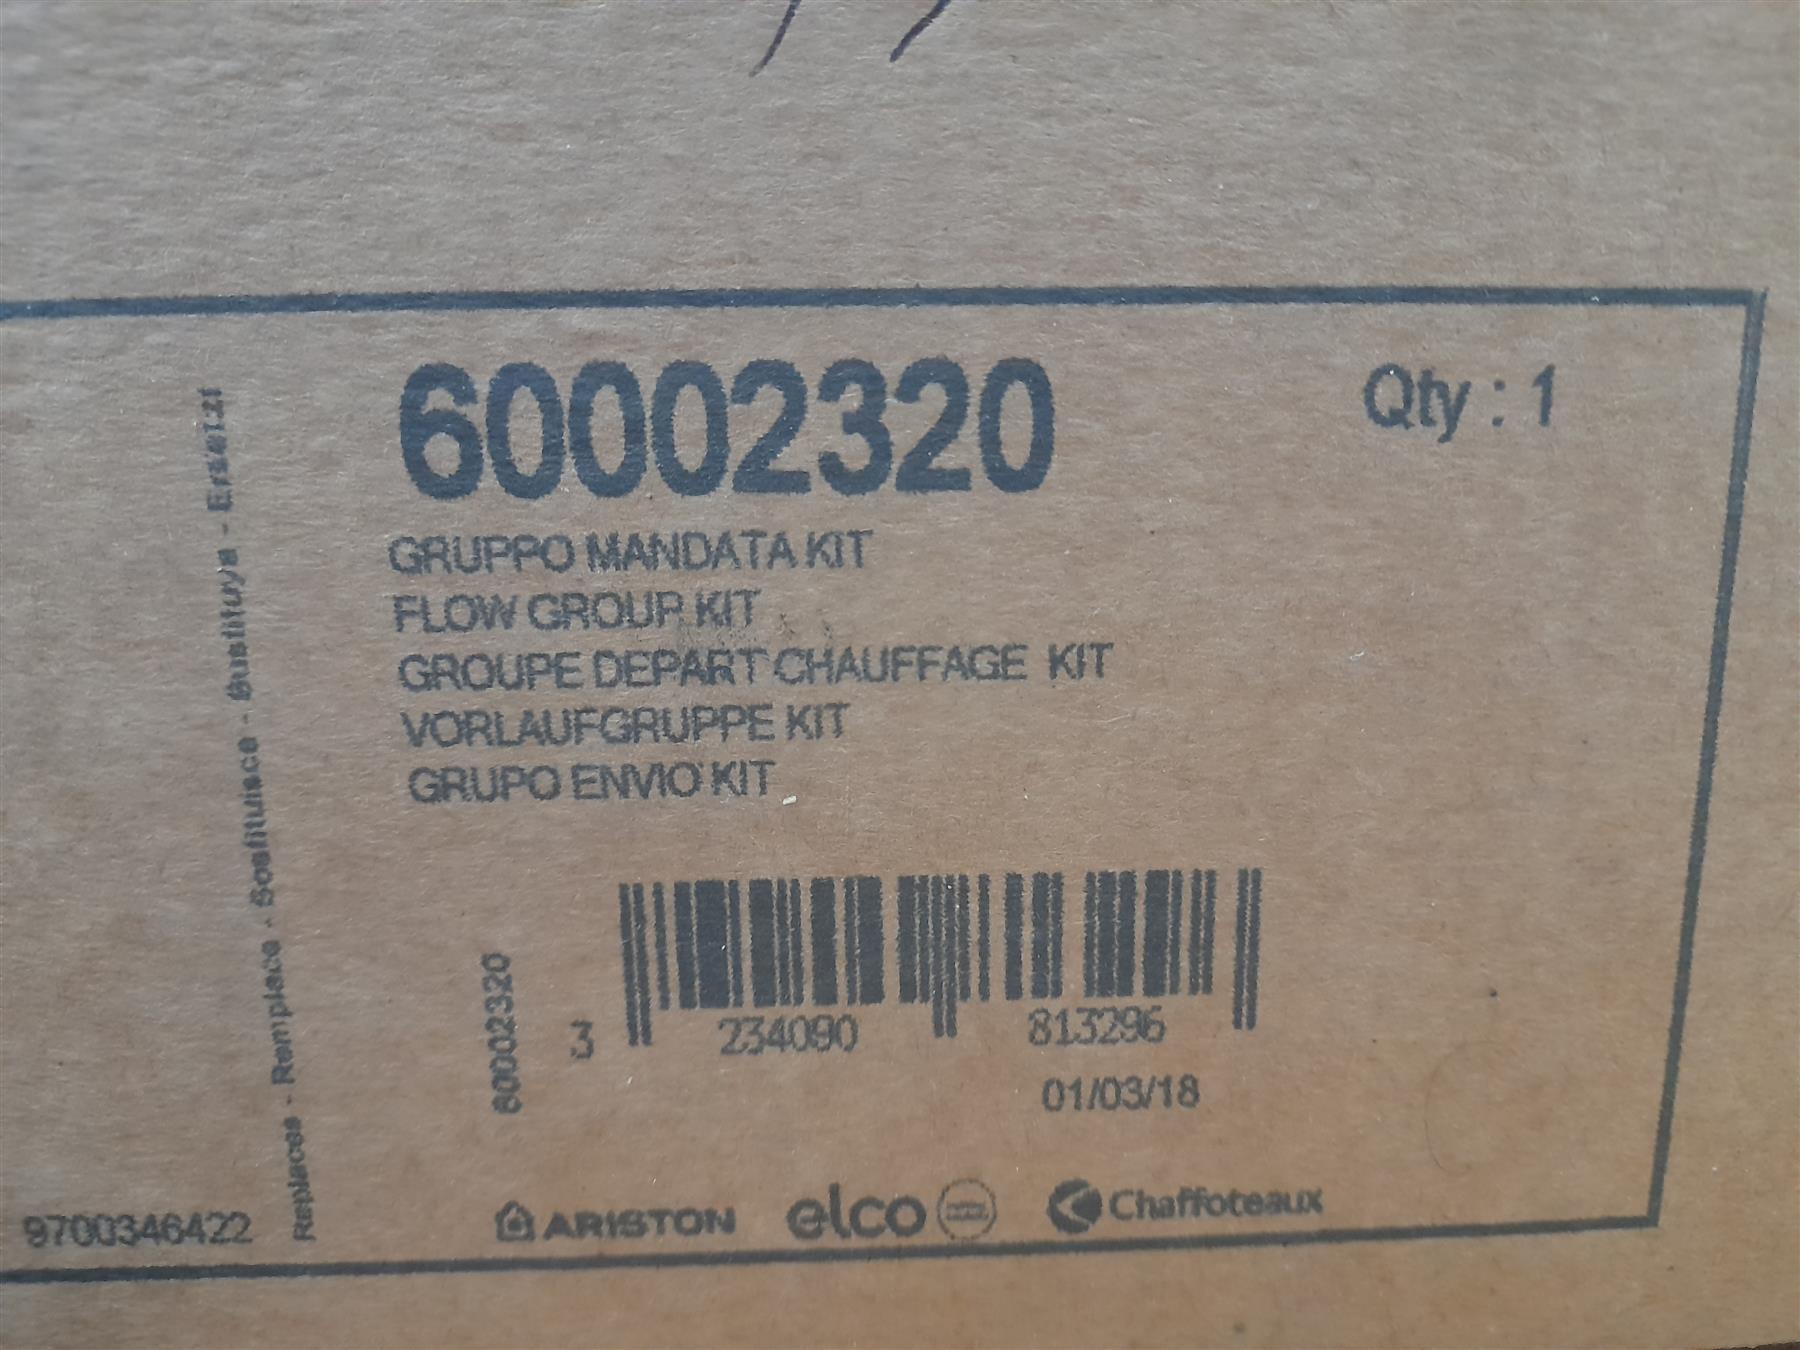 60002320
Qty : 1
GRUPPO MANDATA KIT
FLOW GROUP KIT
GROUPE DEPART CHAUFFAGE KIT
VORLAUFGRUPPE KIT
GRUPO ENVIO KIT
Replaces - Remplace - Sostituisce - Sustituye - Ersetzt
60002320
3 234090 813296
01/03/18
9700346422
ARISTON elco Chaffoteaux